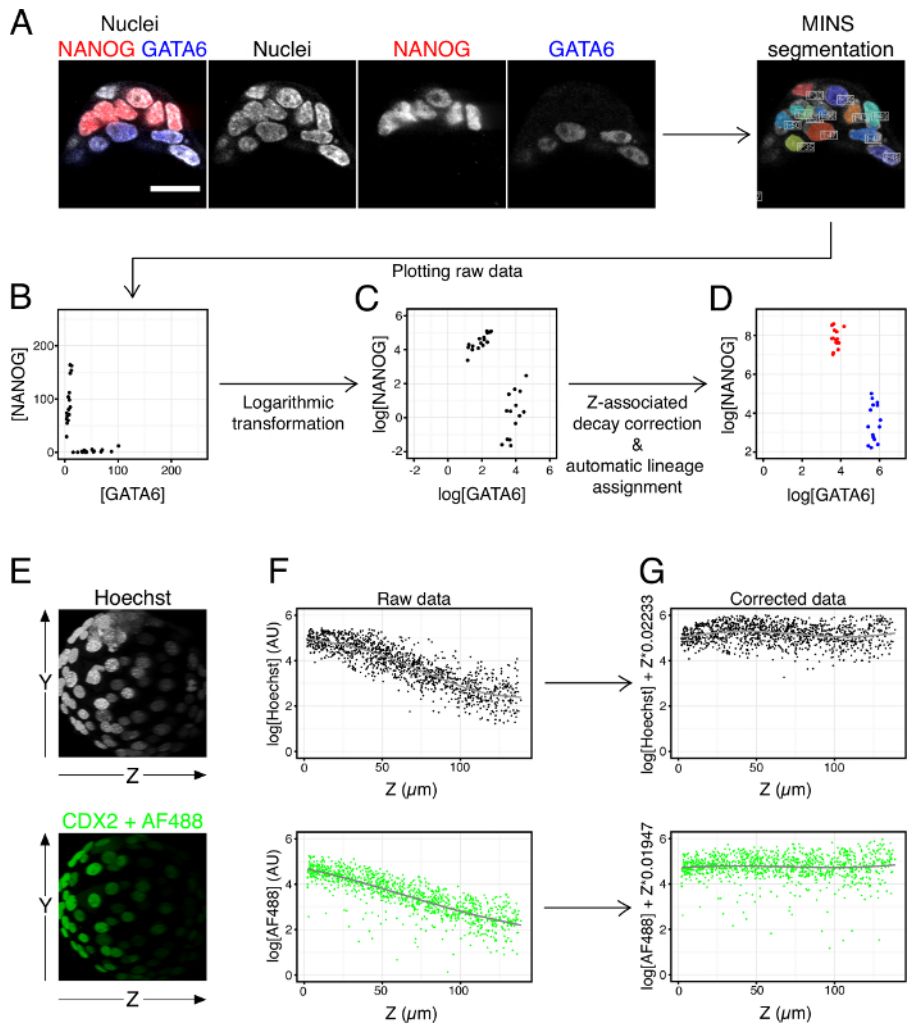 A
Nuclei
NANOG GATA6
Nuclei
NANOG
GATA6
MINS
segmentation
Plotting raw data
B
[NANOG]
200
100
0
0
100
200
[GATA6]
Logarithmic
transformation
C
log[NANOG]
6
4
2
0
-2
-2
0
2
4
6
log[GATA6]
Z-associated
decay correction
&
automatic lineage
assignment
D
log[NANOG]
8
6
4
2
0
2
4
6
log[GATA6]
E
Hoechst
Y
Z
CDX2 + AF488
Y
Z
F
Raw data
log[Hoechst] (AU)
6
4
2
0
0
50
100
Z (µm)
log[AF488] (AU)
6
4
2
0
0
50
100
Z (µm)
G
Corrected data
log[Hoechst] + Z*0.02233
6
4
2
0
0
50
100
Z (µm)
log[AF488] + Z*0.01947
6
4
2
0
0
50
100
Z (µm)